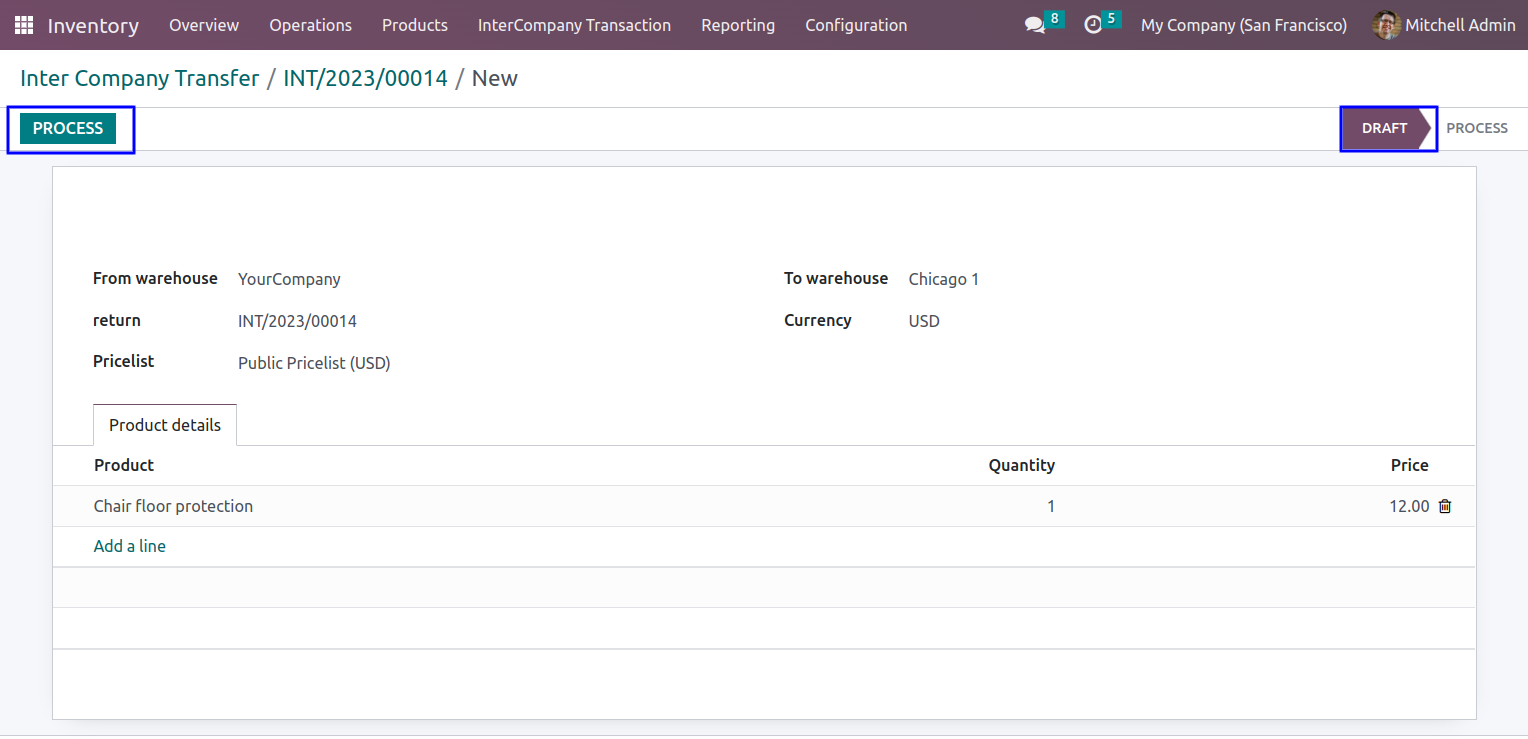 Inventory Overview Operations Products InterCompany Transaction Reporting Configuration 8 5 My Company (San Francisco) Mitchell Admin
Inter Company Transfer / INT/2023/00014 / New
PROCESS DRAFT PROCESS
From warehouse YourCompany To warehouse Chicago 1
return INT/2023/00014 Currency USD
Pricelist Public Pricelist (USD)
Product details
Product Quantity Price
Chair floor protection 1 12.00
Add a line